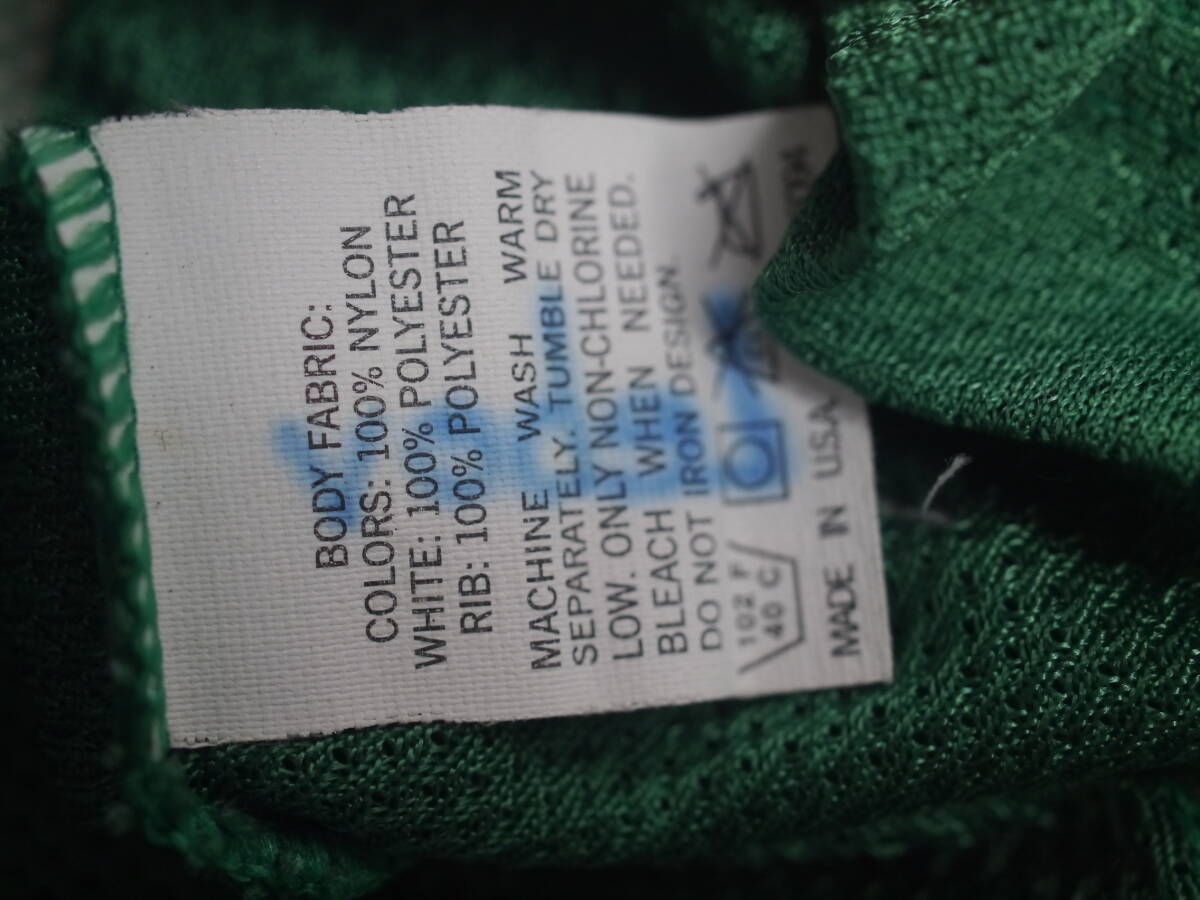 BODY FABRIC:
COLORS: 100% NYLON
WHITE: 100% POLYESTER
RIB: 100% POLYESTER
MACHINE WASH WARM
SEPARATELY. TUMBLE DRY
LOW. ONLY NON-CHLORINE
BLEACH WHEN NEEDED.
DO NOT IRON DESIGN.
102 F
40 C
MADE IN USA